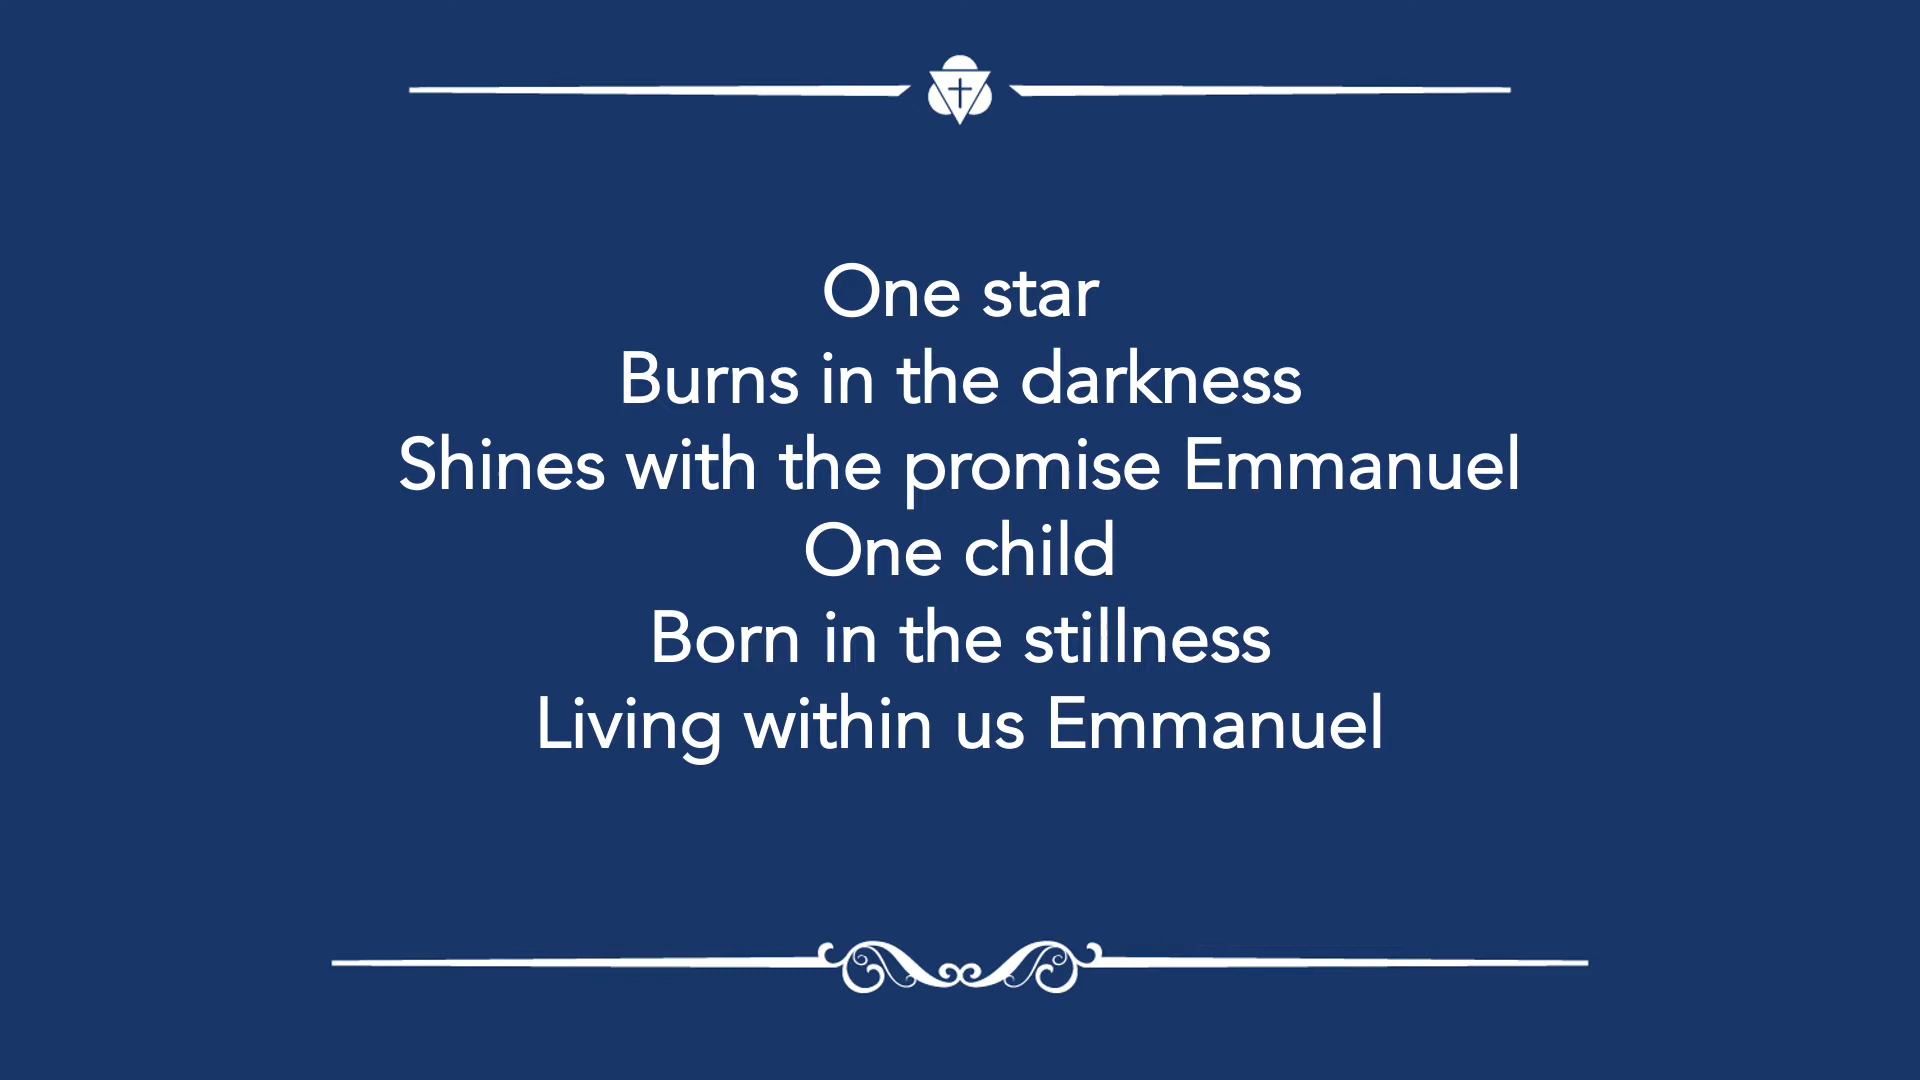 One star
Burns in the darkness
Shines with the promise Emmanuel
One child
Born in the stillness
Living within us Emmanuel